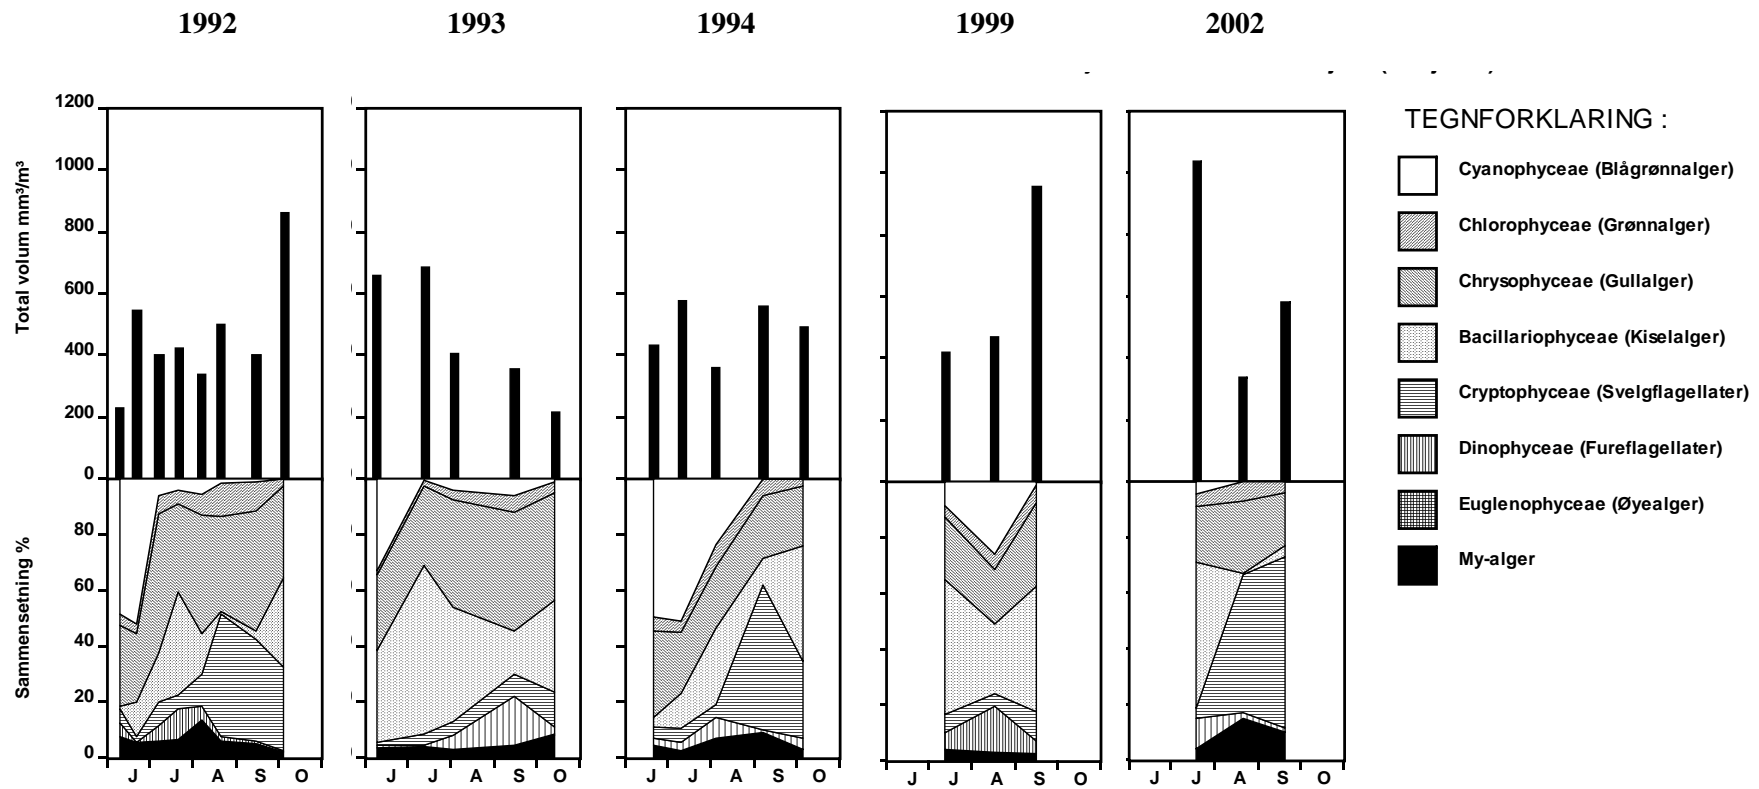 1992 1993 1994 1999 2002
TEGNFORKLARING :
Cyanophyceae (Blågrønnalger)
Chlorophyceae (Grønnalger)
Chrysophyceae (Gullalger)
Bacillariophyceae (Kiselalger)
Cryptophyceae (Svelgflagellater)
Dinophyceae (Fureflagellater)
Euglenophyceae (Øyealger)
My-alger
Total volum mm³/m³
1200
1000
800
600
400
200
0
Sammensetning %
80
60
40
20
0
J J A S O
J J A S O
J J A S O
J J A S O
J J A S O